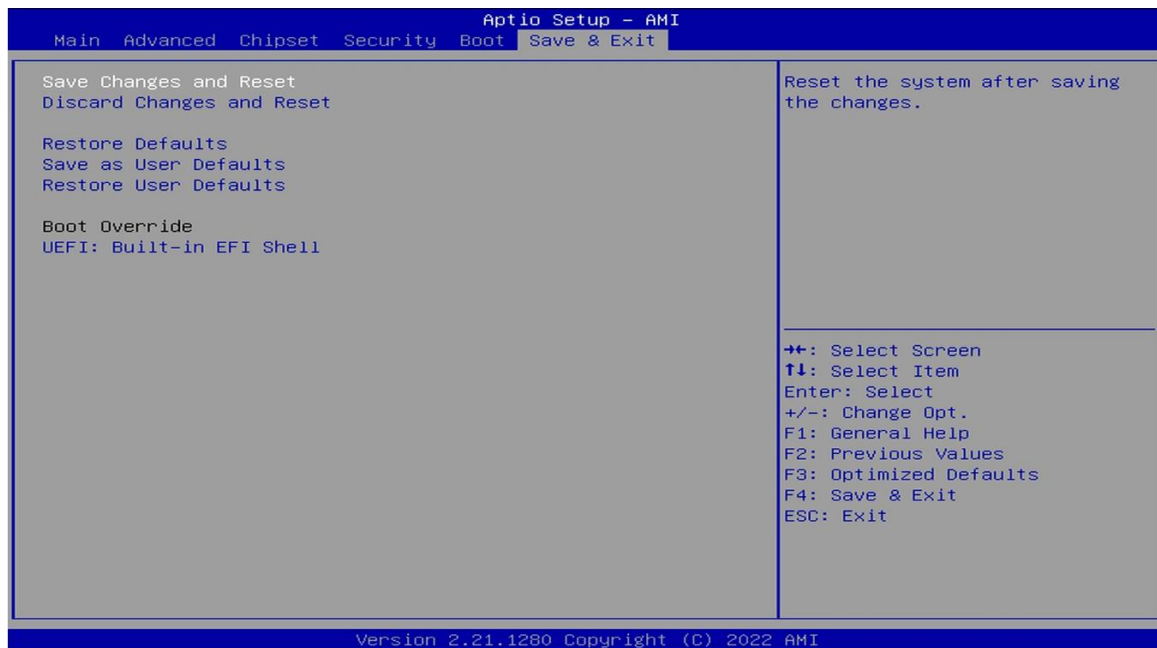 Aptio Setup – AMI
Main Advanced Chipset Security Boot Save & Exit
Save Changes and Reset
Discard Changes and Reset
Restore Defaults
Save as User Defaults
Restore User Defaults
Boot Override
UEFI: Built-in EFI Shell
Reset the system after saving
the changes.
→←: Select Screen
↑↓: Select Item
Enter: Select
+/-: Change Opt.
F1: General Help
F2: Previous Values
F3: Optimized Defaults
F4: Save & Exit
ESC: Exit
Version 2.21.1280 Copyright (C) 2022 AMI